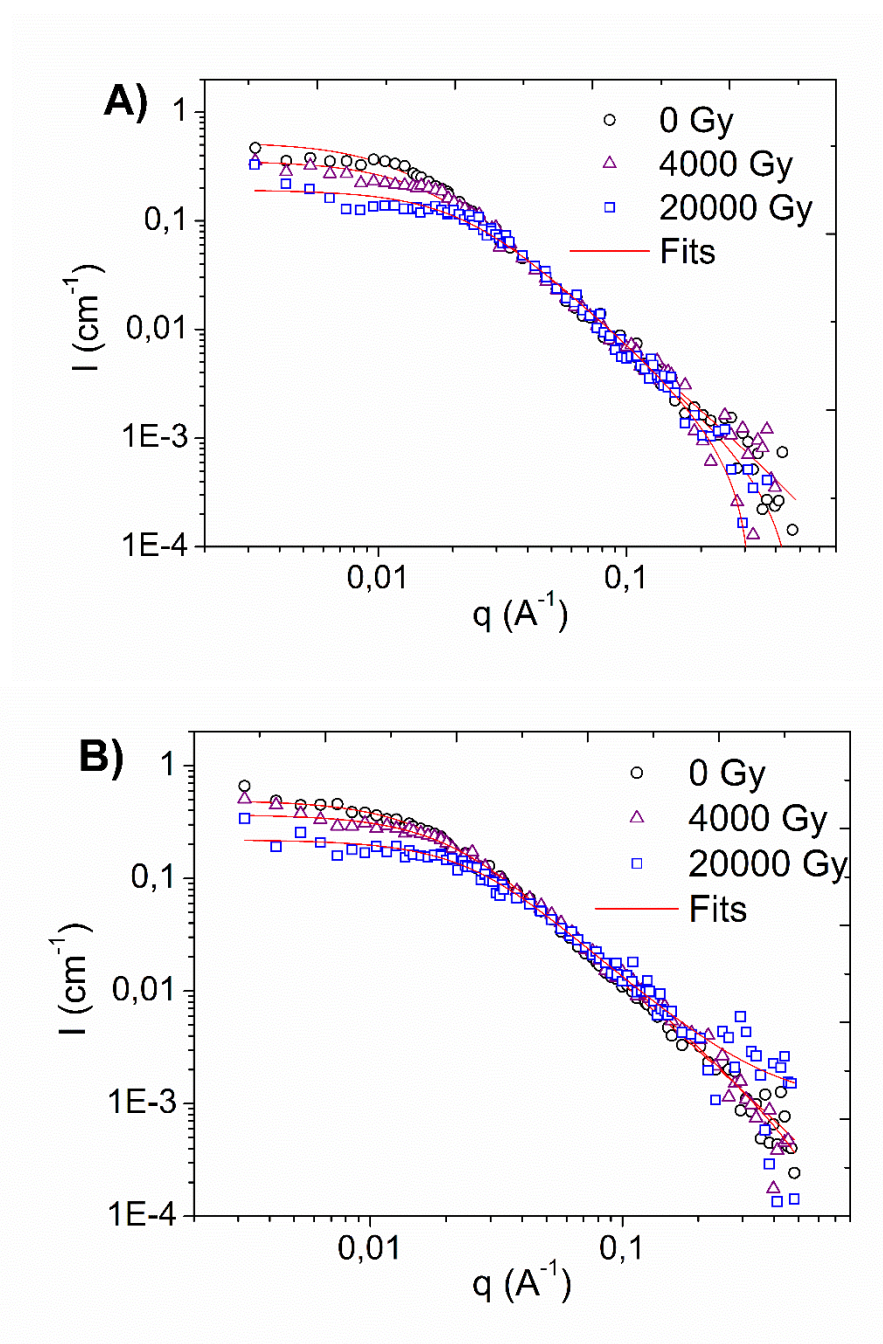 A)
1
0 Gy
4000 Gy
20000 Gy
Fits
0,1
0,01
1E-3
1E-4
I (cm⁻¹)
0,01
0,1
q (A⁻¹)
B)
1
0 Gy
4000 Gy
20000 Gy
Fits
0,1
0,01
1E-3
1E-4
I (cm⁻¹)
0,01
0,1
q (A⁻¹)